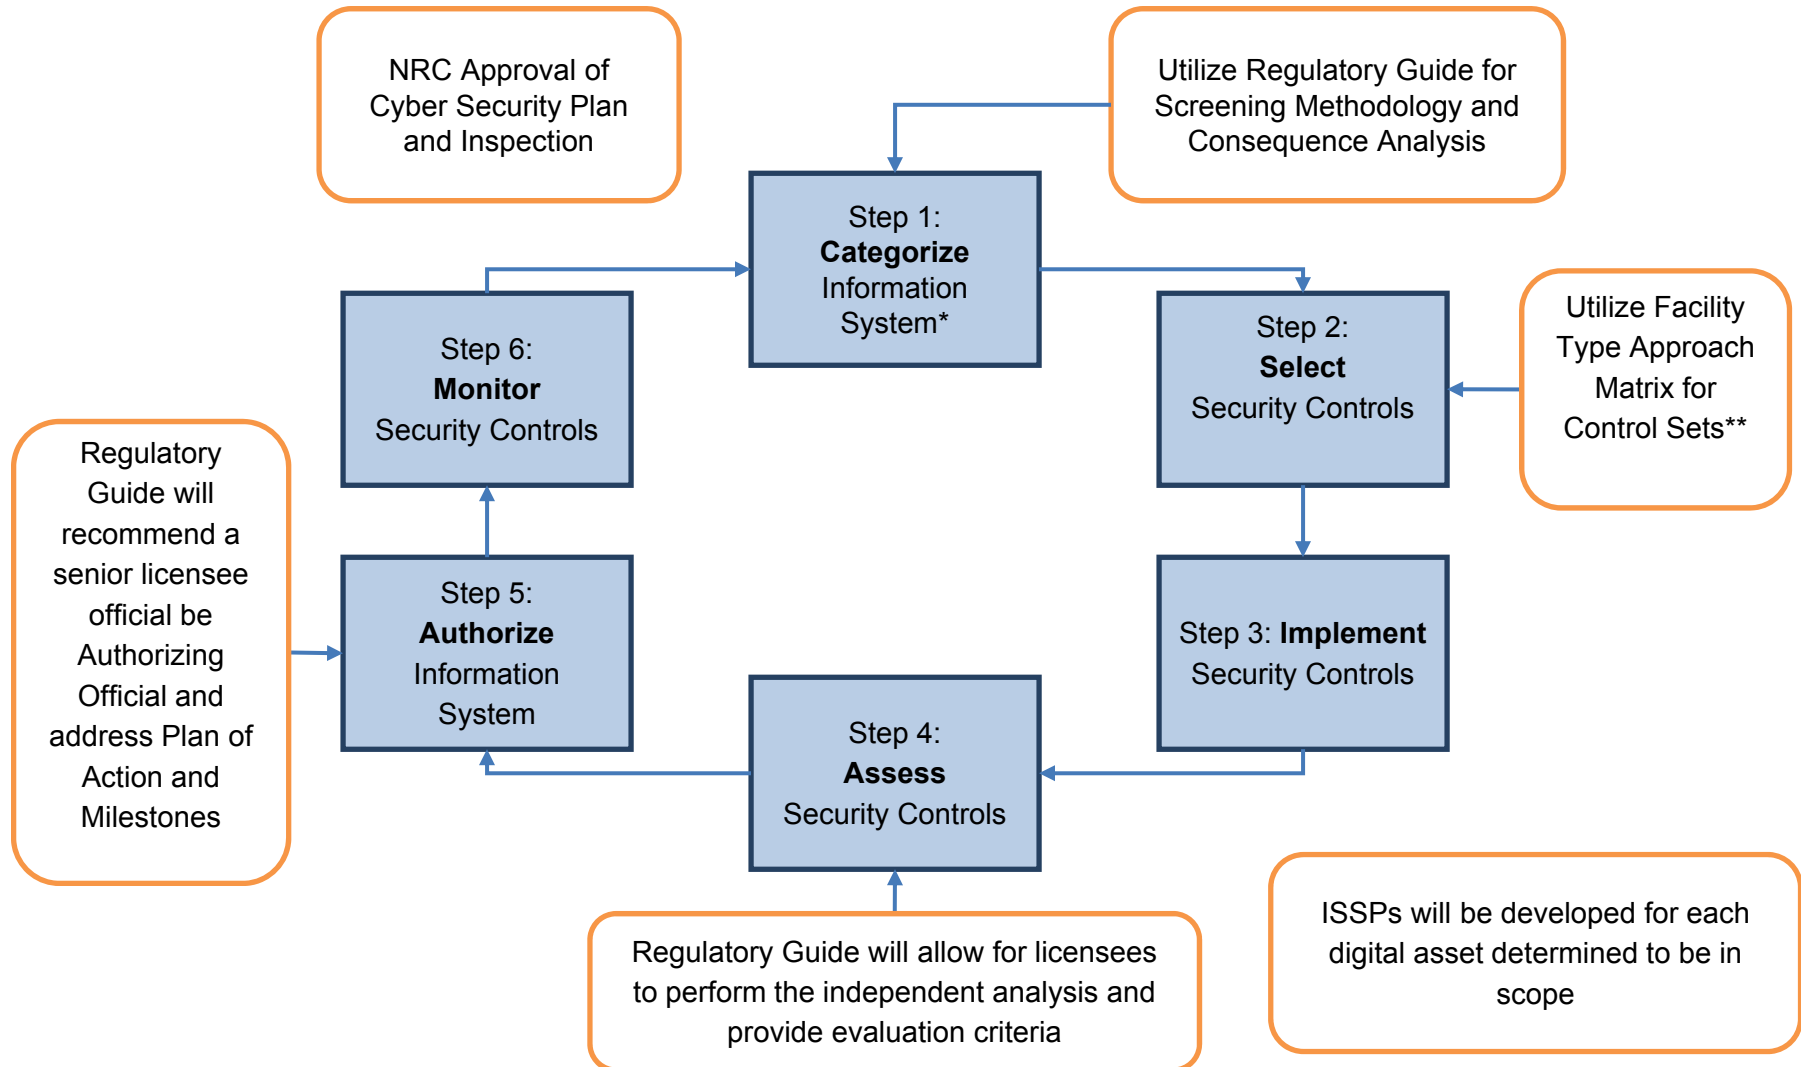 NRC Approval of
Cyber Security Plan
and Inspection
Utilize Regulatory Guide for
Screening Methodology and
Consequence Analysis
Step 1:
Categorize
Information
System*
Step 2:
Select
Security Controls
Utilize Facility
Type Approach
Matrix for
Control Sets**
Step 6:
Monitor
Security Controls
Regulatory
Guide will
recommend a
senior licensee
official be
Authorizing
Official and
address Plan of
Action and
Milestones
Step 5:
Authorize
Information
System
Step 3: Implement
Security Controls
Step 4:
Assess
Security Controls
Regulatory Guide will allow for licensees
to perform the independent analysis and
provide evaluation criteria
ISSPs will be developed for each
digital asset determined to be in
scope